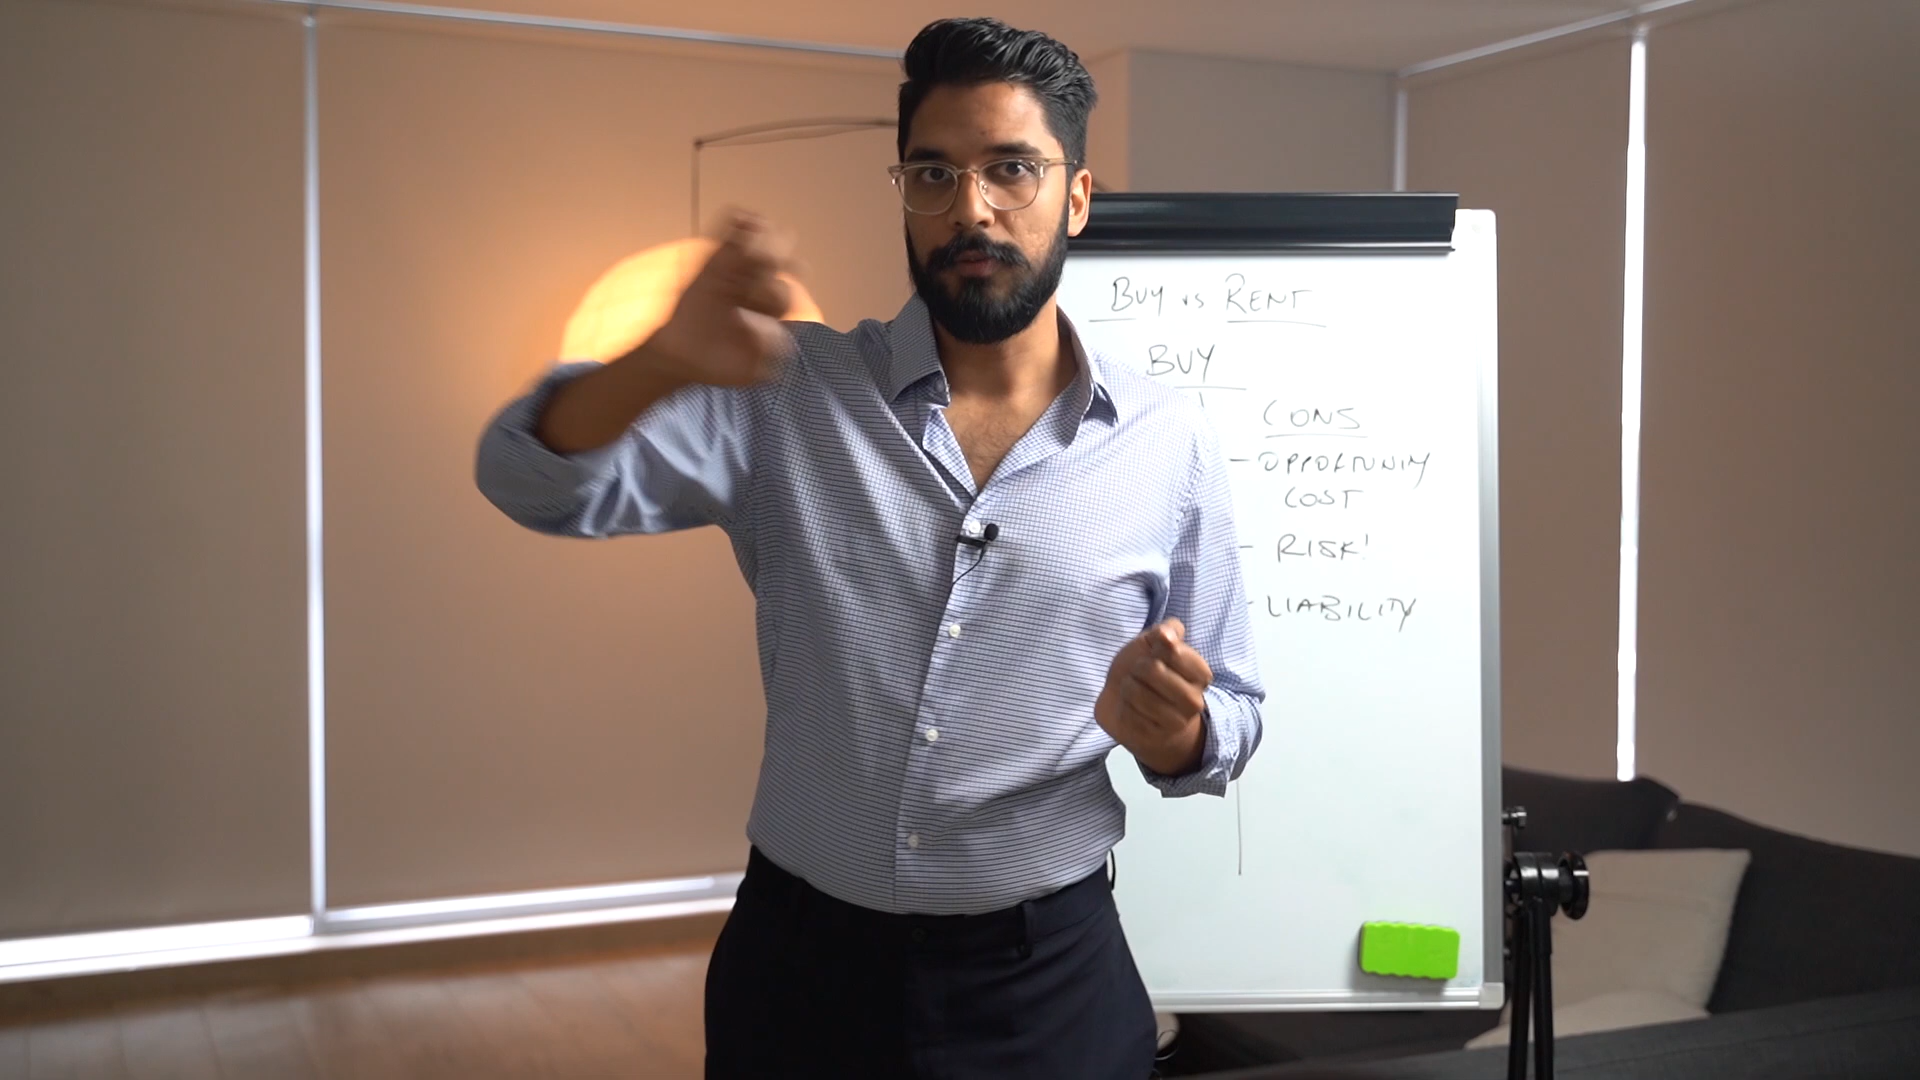 BUY vs RENT
BUY
CONS
- OPPORTUNITY
COST
- RISK!
- LIABILITY